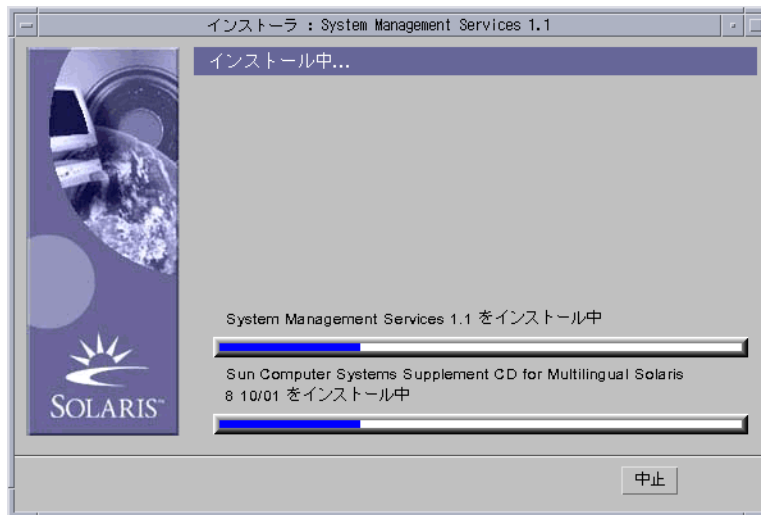 インストーラ : System Management Services 1.1
インストール中...
System Management Services 1.1 をインストール中
Sun Computer Systems Supplement CD for Multilingual Solaris
8 10/01 をインストール中
SOLARIS™
中止